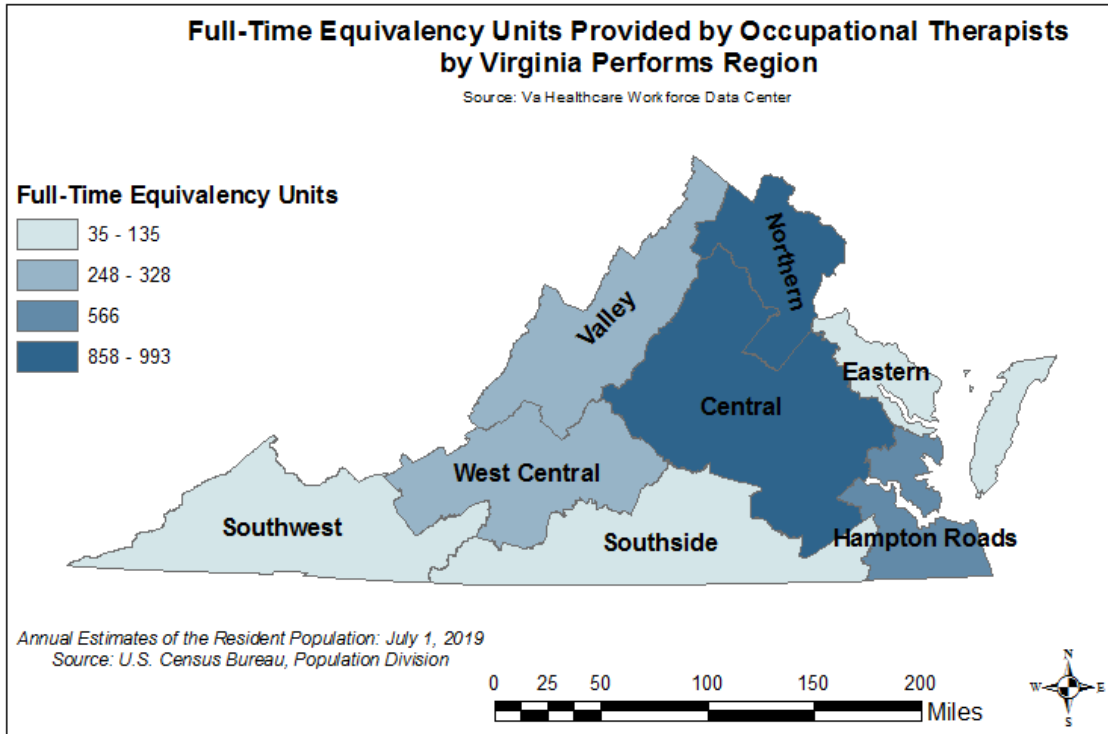 Full-Time Equivalency Units Provided by Occupational Therapists
by Virginia Performs Region
Source: Va Healthcare Workforce Data Center
Full-Time Equivalency Units
35 - 135
248 - 328
566
858 - 993
Northern
Valley
Eastern
Central
West Central
Southwest
Southside
Hampton Roads
Annual Estimates of the Resident Population: July 1, 2019
Source: U.S. Census Bureau, Population Division
0 25 50 100 150 200
Miles
N
W E
S